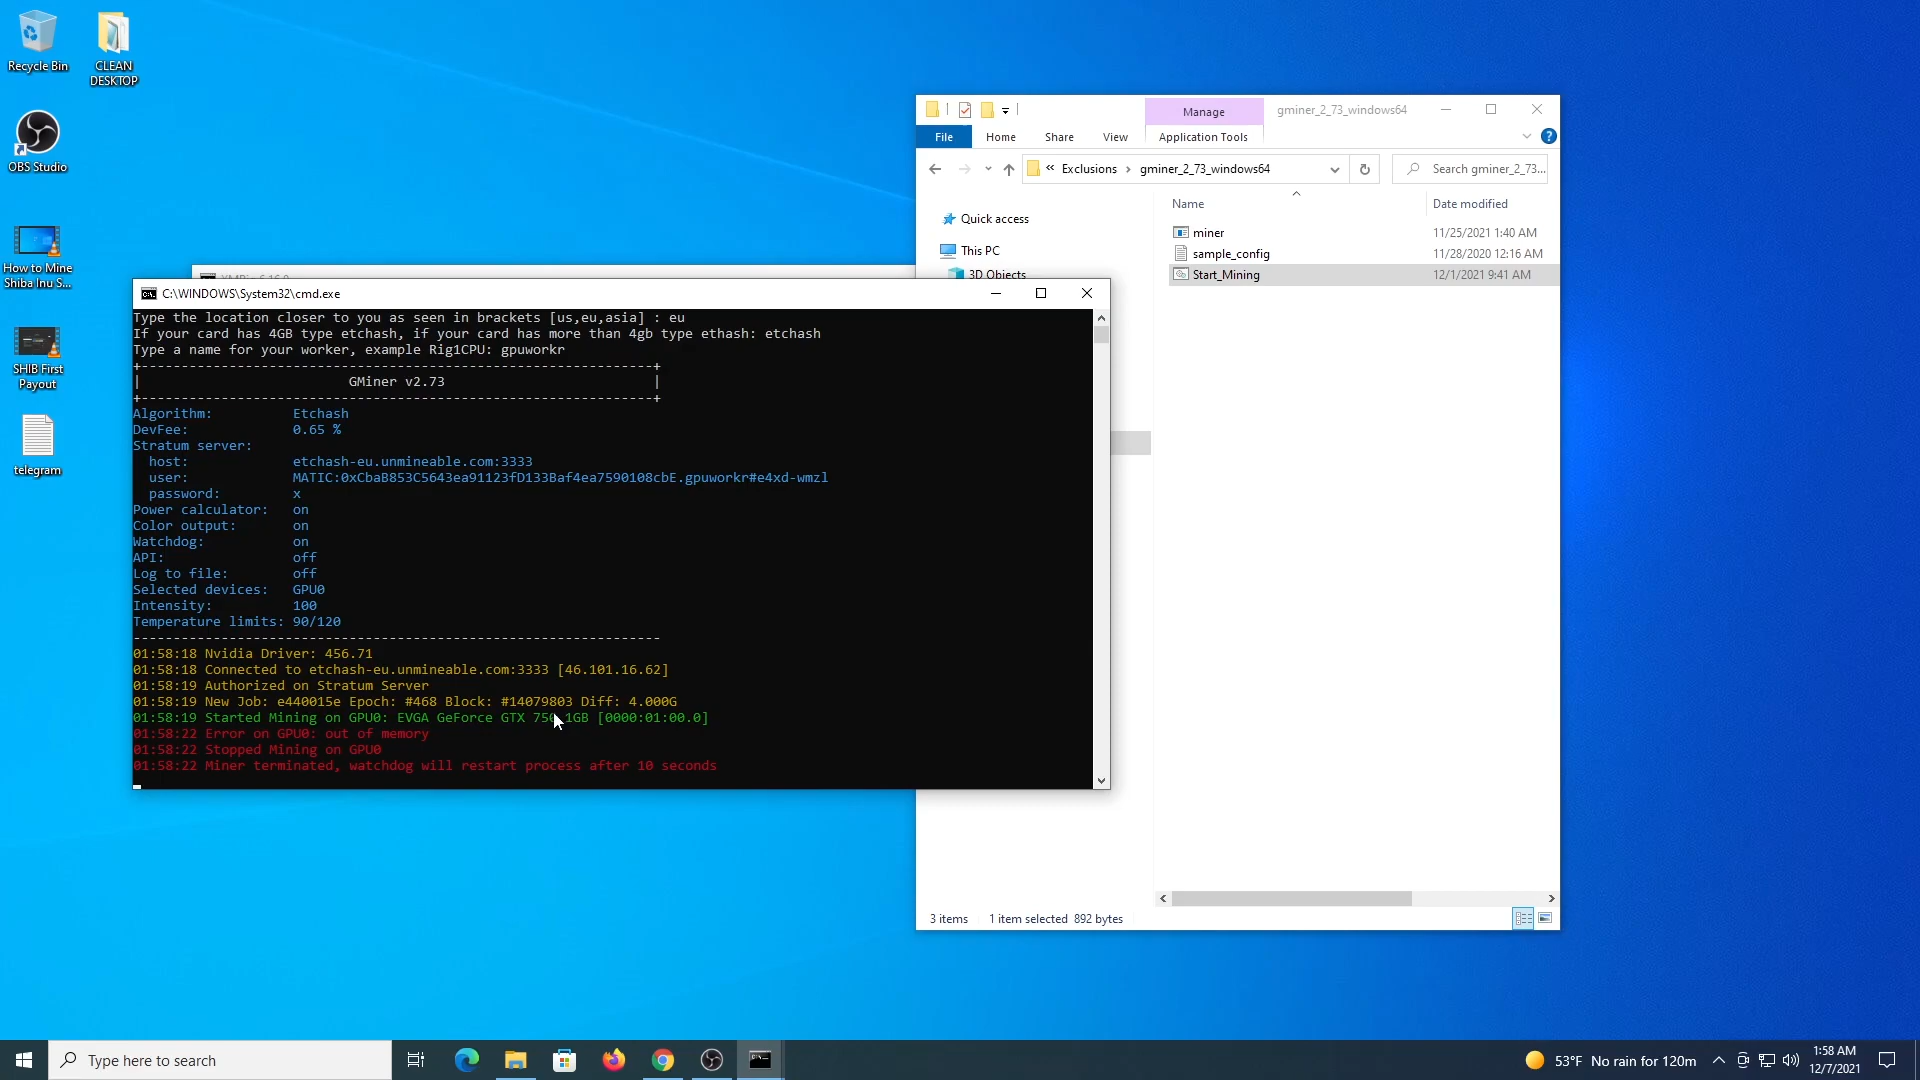 Recycle Bin
CLEAN
DESKTOP
OBS Studio
How to Mine
Shiba Inu S...
SHIB First
Payout
telegram
Manage
gminer_2_73_windows64
File
Home
Share
View
Application Tools
Exclusions
gminer_2_73_windows64
Search gminer_2_73...
Quick access
This PC
3D Objects
Name
Date modified
miner
11/25/2021 1:40 AM
sample_config
11/28/2020 12:16 AM
Start_Mining
12/1/2021 9:41 AM
3 items
1 item selected 892 bytes
C:\WINDOWS\System32\cmd.exe
Type the location closer to you as seen in brackets [us,eu,asia] : eu
If your card has 4GB type etchash, if your card has more than 4gb type ethash: etchash
Type a name for your worker, example Rig1CPU: gpuworkr
GMiner v2.73
Algorithm: Etchash
DevFee: 0.65 %
Stratum server:
host: etchash-eu.unmineable.com:3333
user: MATIC:0xCbaB853C5643ea91123fD133Baf4ea7590108cbE.gpuworkr#e4xd-wmzl
password: x
Power calculator: on
Color output: on
Watchdog: on
API: off
Log to file: off
Selected devices: GPU0
Intensity: 100
Temperature limits: 90/120
01:58:18 Nvidia Driver: 456.71
01:58:18 Connected to etchash-eu.unmineable.com:3333 [46.101.16.62]
01:58:19 Authorized on Stratum Server
01:58:19 New Job: e440015e Epoch: #468 Block: #14079803 Diff: 4.000G
01:58:19 Started Mining on GPU0: EVGA GeForce GTX 750 1GB [0000:01:00.0]
01:58:22 Error on GPU0: out of memory
01:58:22 Stopped Mining on GPU0
01:58:22 Miner terminated, watchdog will restart process after 10 seconds
Type here to search
53°F No rain for 120m
1:58 AM
12/7/2021